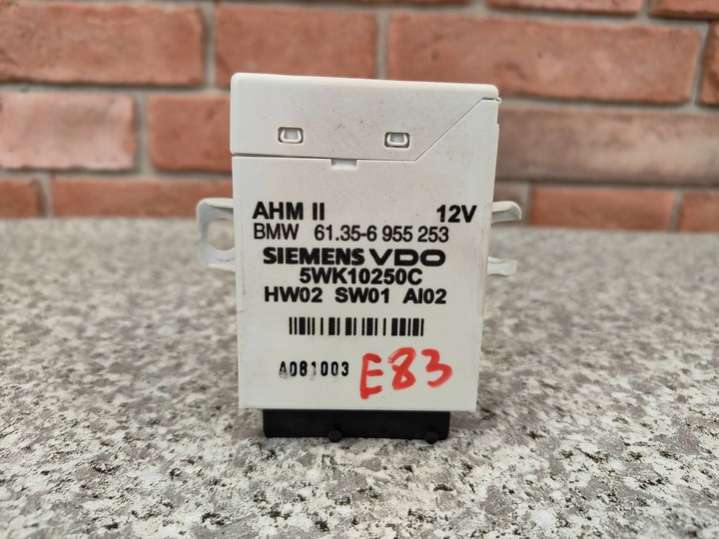 AHM II 12V
BMW 61.35-6 955 253
SIEMENS VDO
5WK10250C
HW02 SW01 AI02
A081003 E83